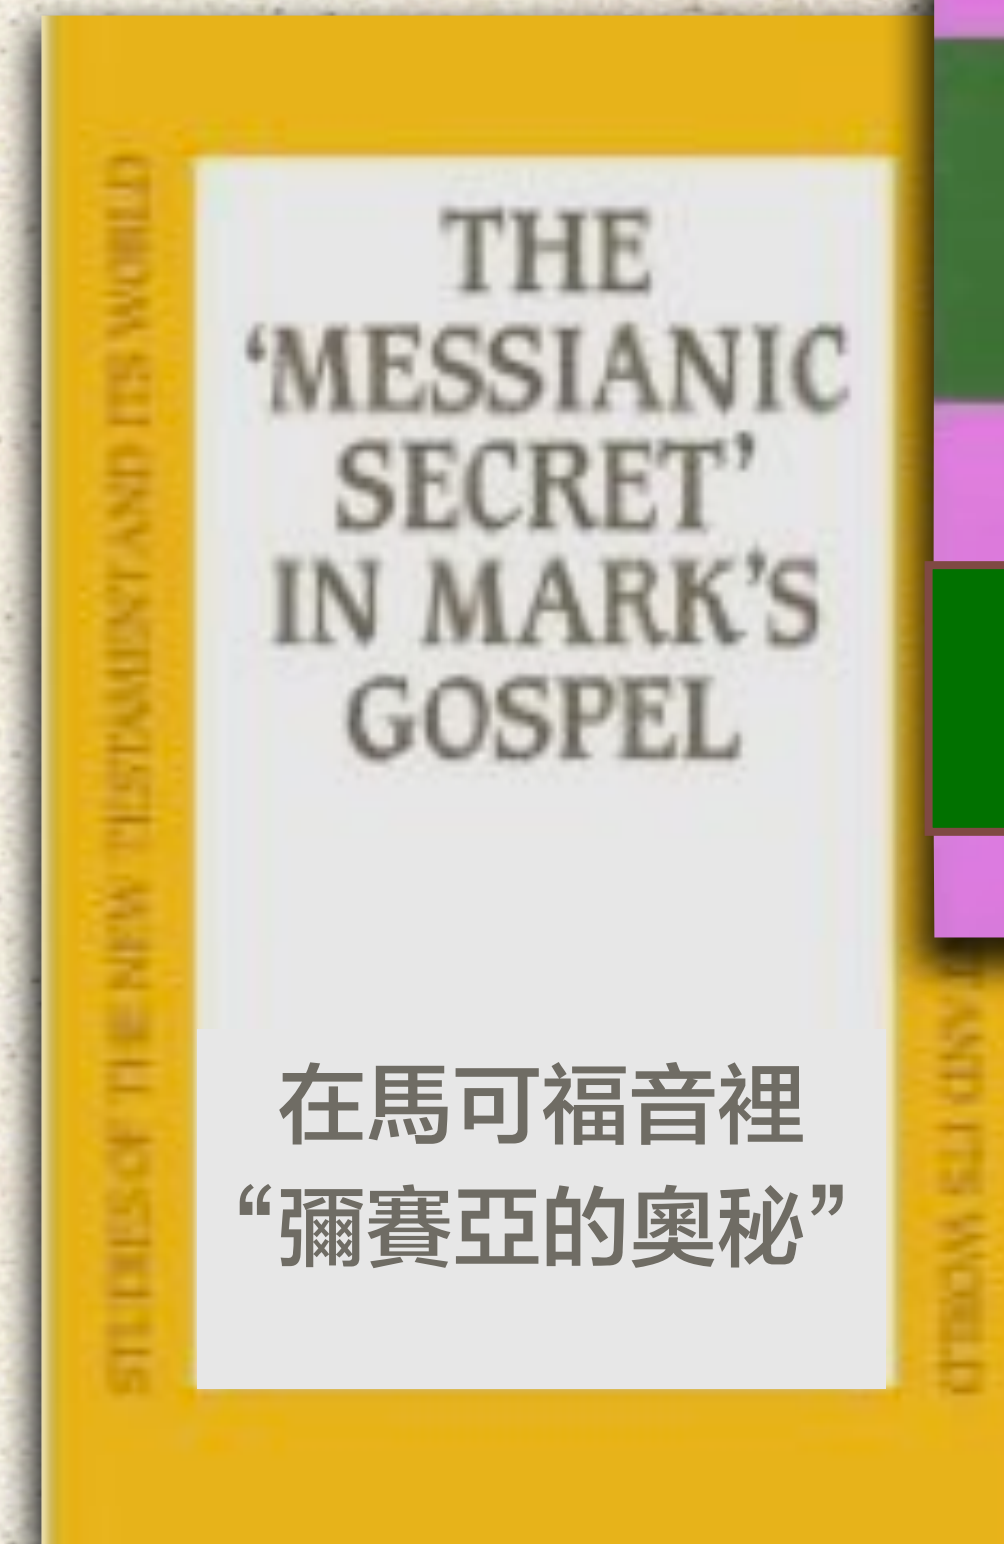 THE
‘MESSIANIC
SECRET’
IN MARK’S
GOSPEL
在馬可福音裡
“彌賽亞的奧秘”
STUDIES OF THE NEW TESTAMENT AND ITS WORLD
AND ITS WORLD